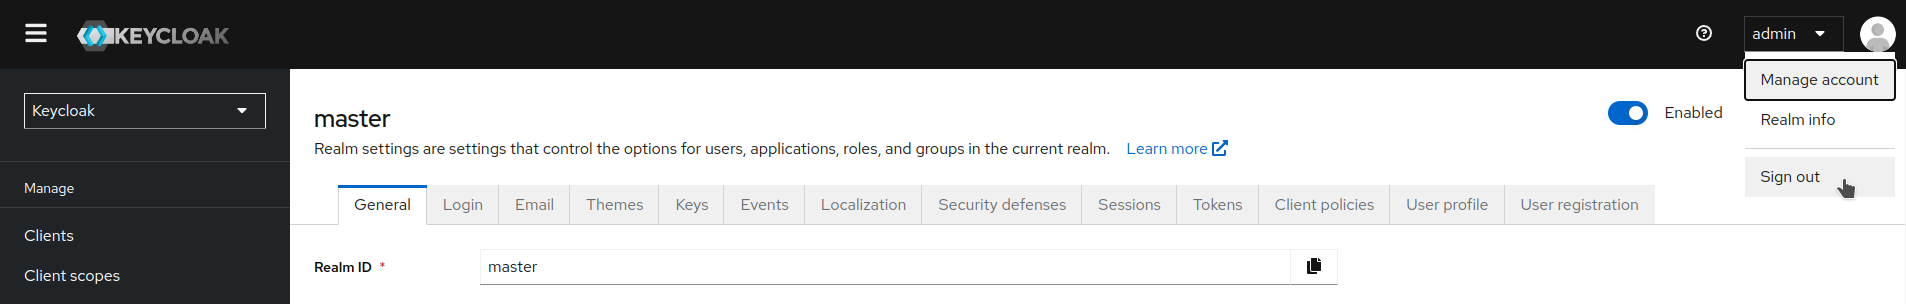 KEYCLOAK
admin
Manage account
Realm info
Sign out
Keycloak
Manage
Clients
Client scopes
master
Enabled
Realm settings are settings that control the options for users, applications, roles, and groups in the current realm. Learn more
General Login Email Themes Keys Events Localization Security defenses Sessions Tokens Client policies User profile User registration
Realm ID * master